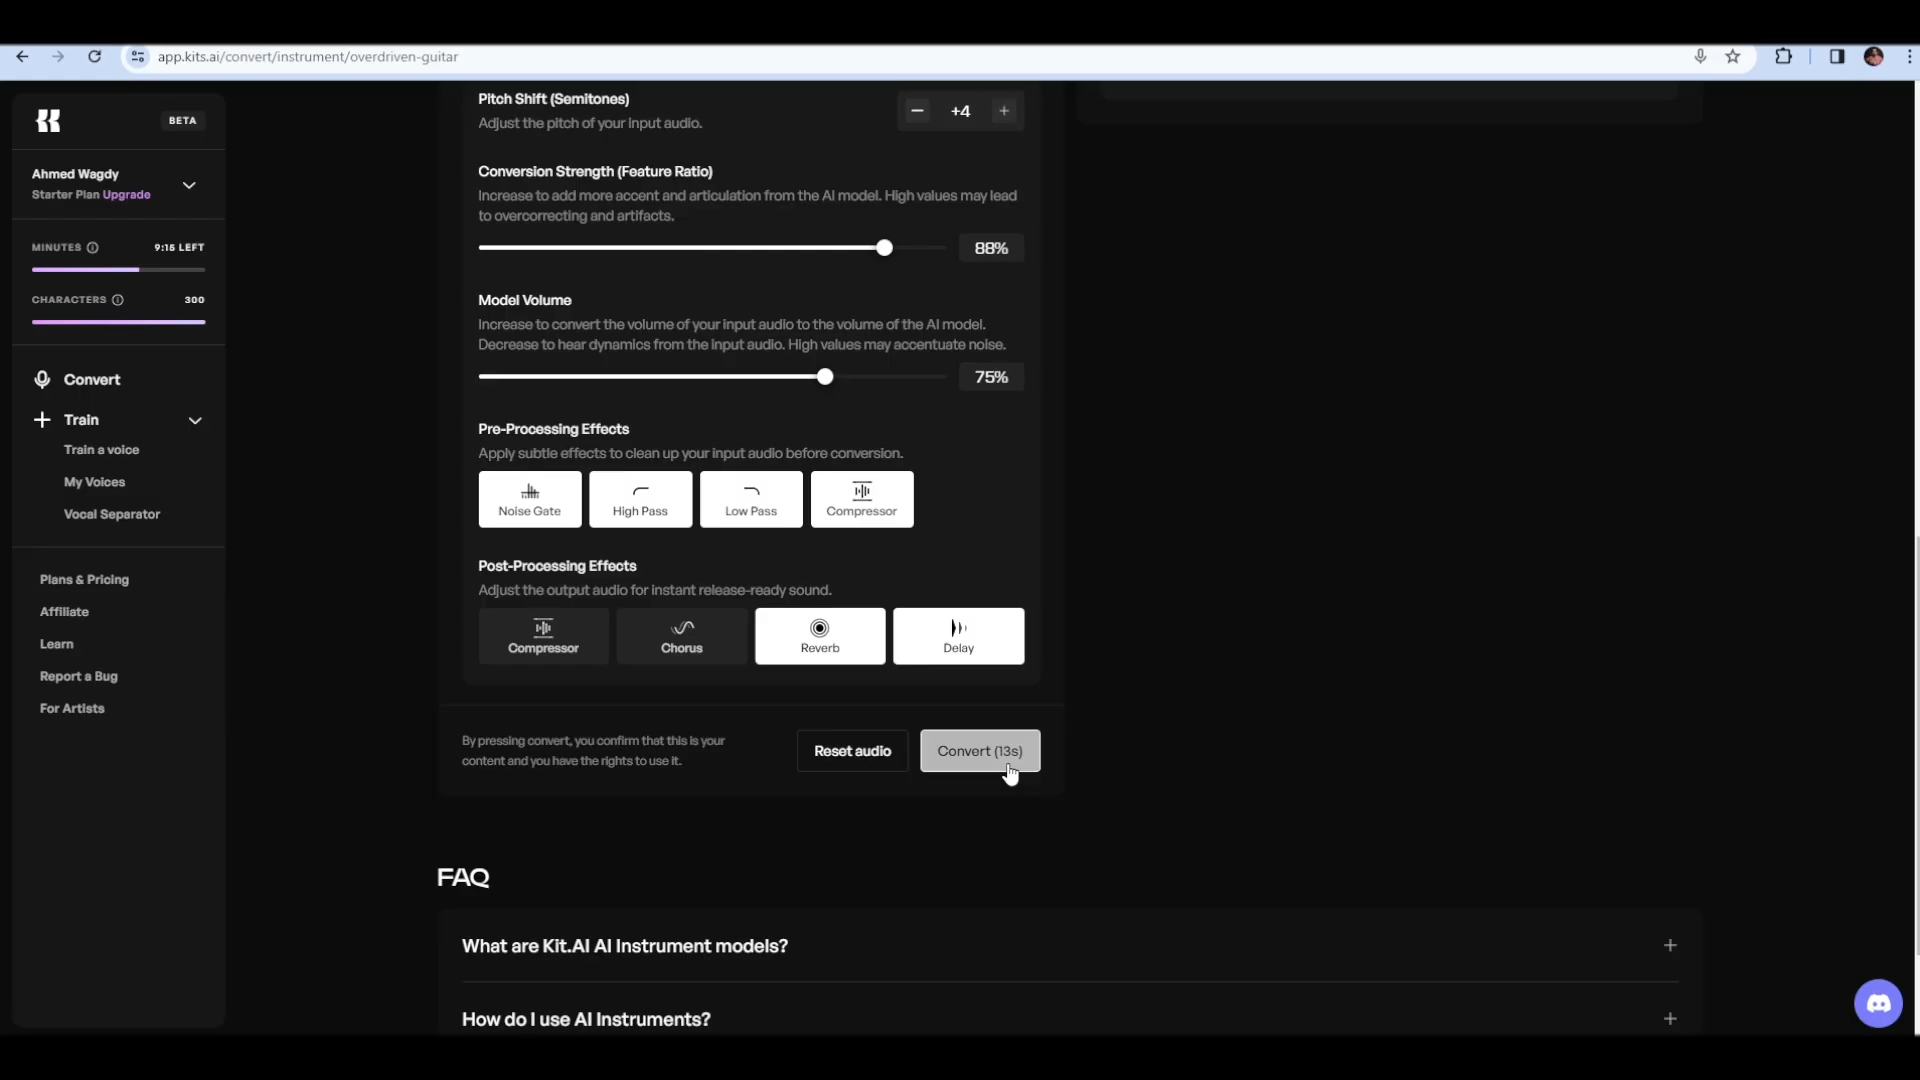 app.kits.ai/convert/instrument/overdriven-guitar
BETA
Ahmed Wagdy
Starter Plan Upgrade
MINUTES
9:15 LEFT
CHARACTERS
300
Convert
Train
Train a voice
My Voices
Vocal Separator
Plans & Pricing
Affiliate
Learn
Report a Bug
For Artists
Pitch Shift (Semitones)
Adjust the pitch of your input audio.
− +4 +
Conversion Strength (Feature Ratio)
Increase to add more accent and articulation from the AI model. High values may lead
to overcorrecting and artifacts.
88%
Model Volume
Increase to convert the volume of your input audio to the volume of the AI model.
Decrease to hear dynamics from the input audio. High values may accentuate noise.
75%
Pre-Processing Effects
Apply subtle effects to clean up your input audio before conversion.
Noise Gate High Pass Low Pass Compressor
Post-Processing Effects
Adjust the output audio for instant release-ready sound.
Compressor Chorus Reverb Delay
By pressing convert, you confirm that this is your
content and you have the rights to use it.
Reset audio
Convert (13s)
FAQ
What are Kit.AI AI Instrument models?
How do I use AI Instruments?